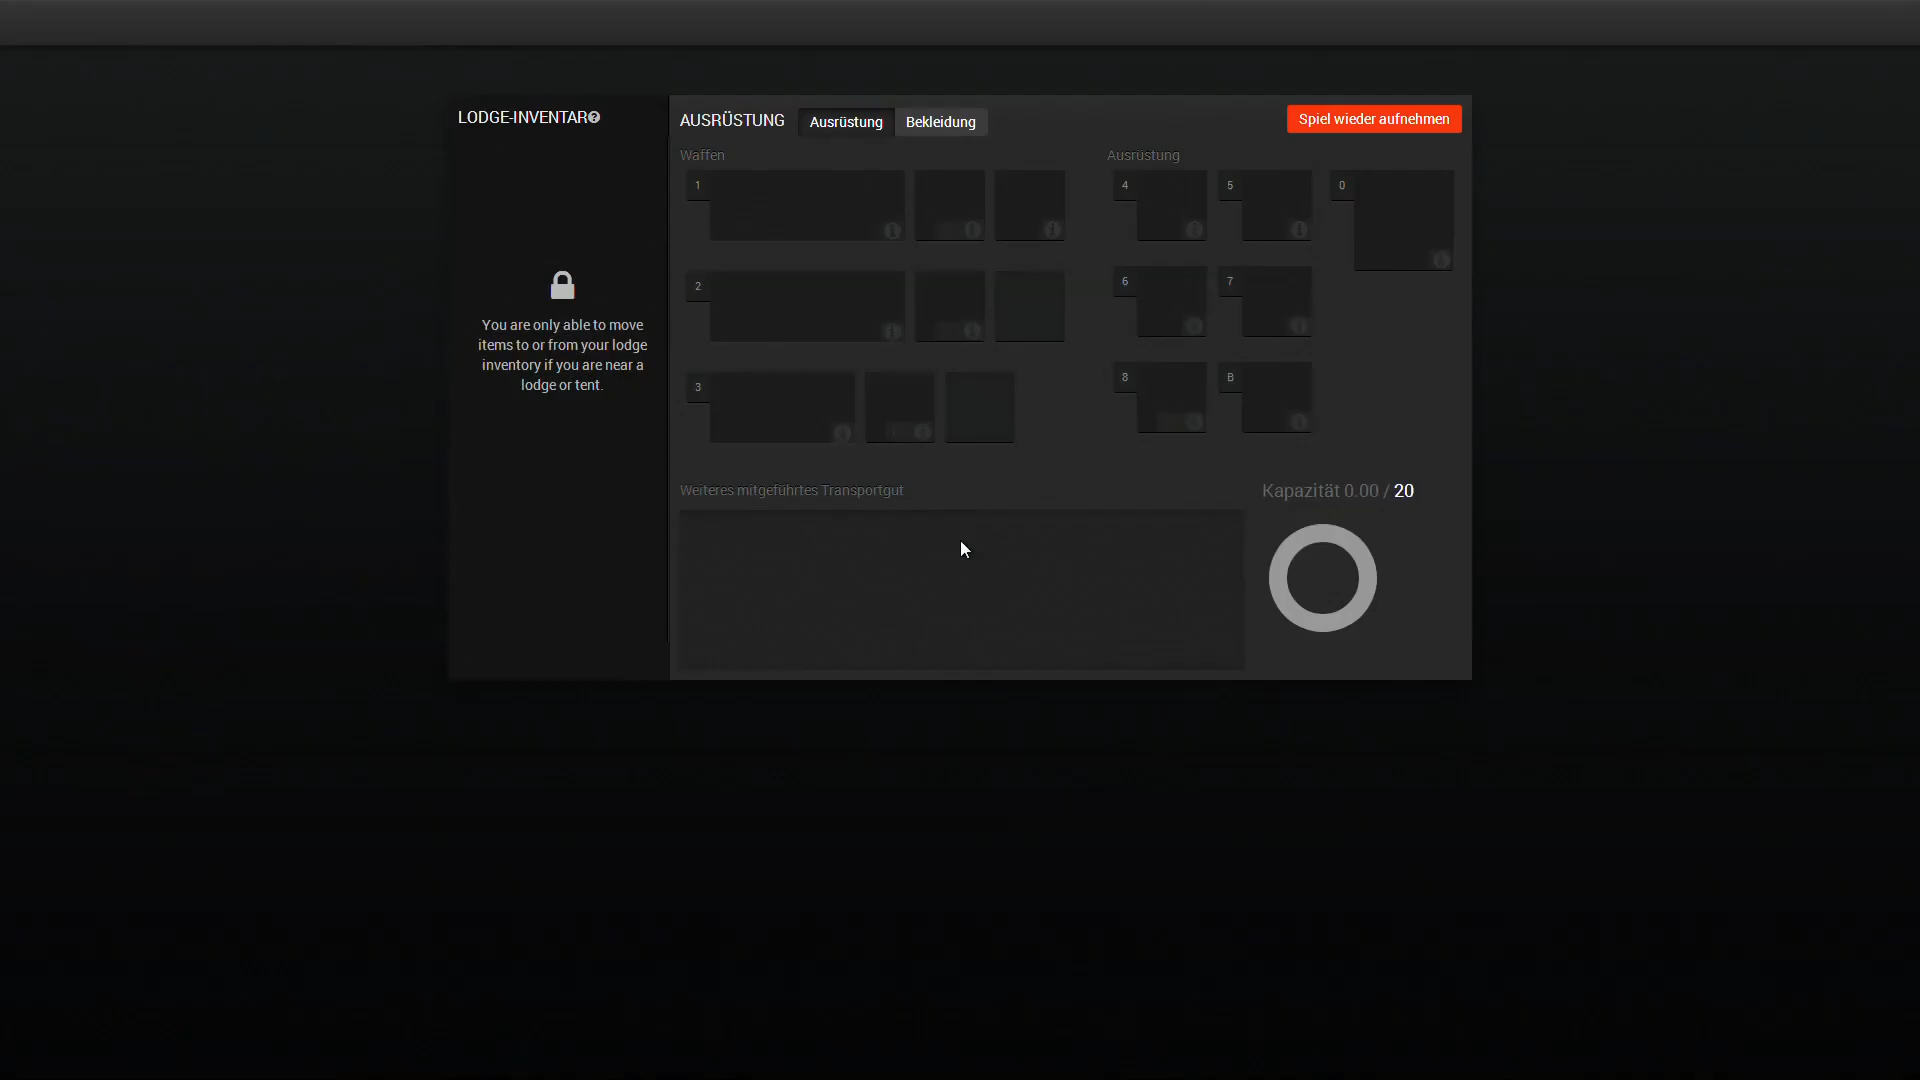 LODGE-INVENTAR
You are only able to move
items to or from your lodge
inventory if you are near a
lodge or tent.
AUSRÜSTUNG Ausrüstung Bekleidung
Spiel wieder aufnehmen
Waffen
1
2
3
Ausrüstung
4 5 0
6 7
8 B
Weiteres mitgeführtes Transportgut
Kapazität 0.00 / 20